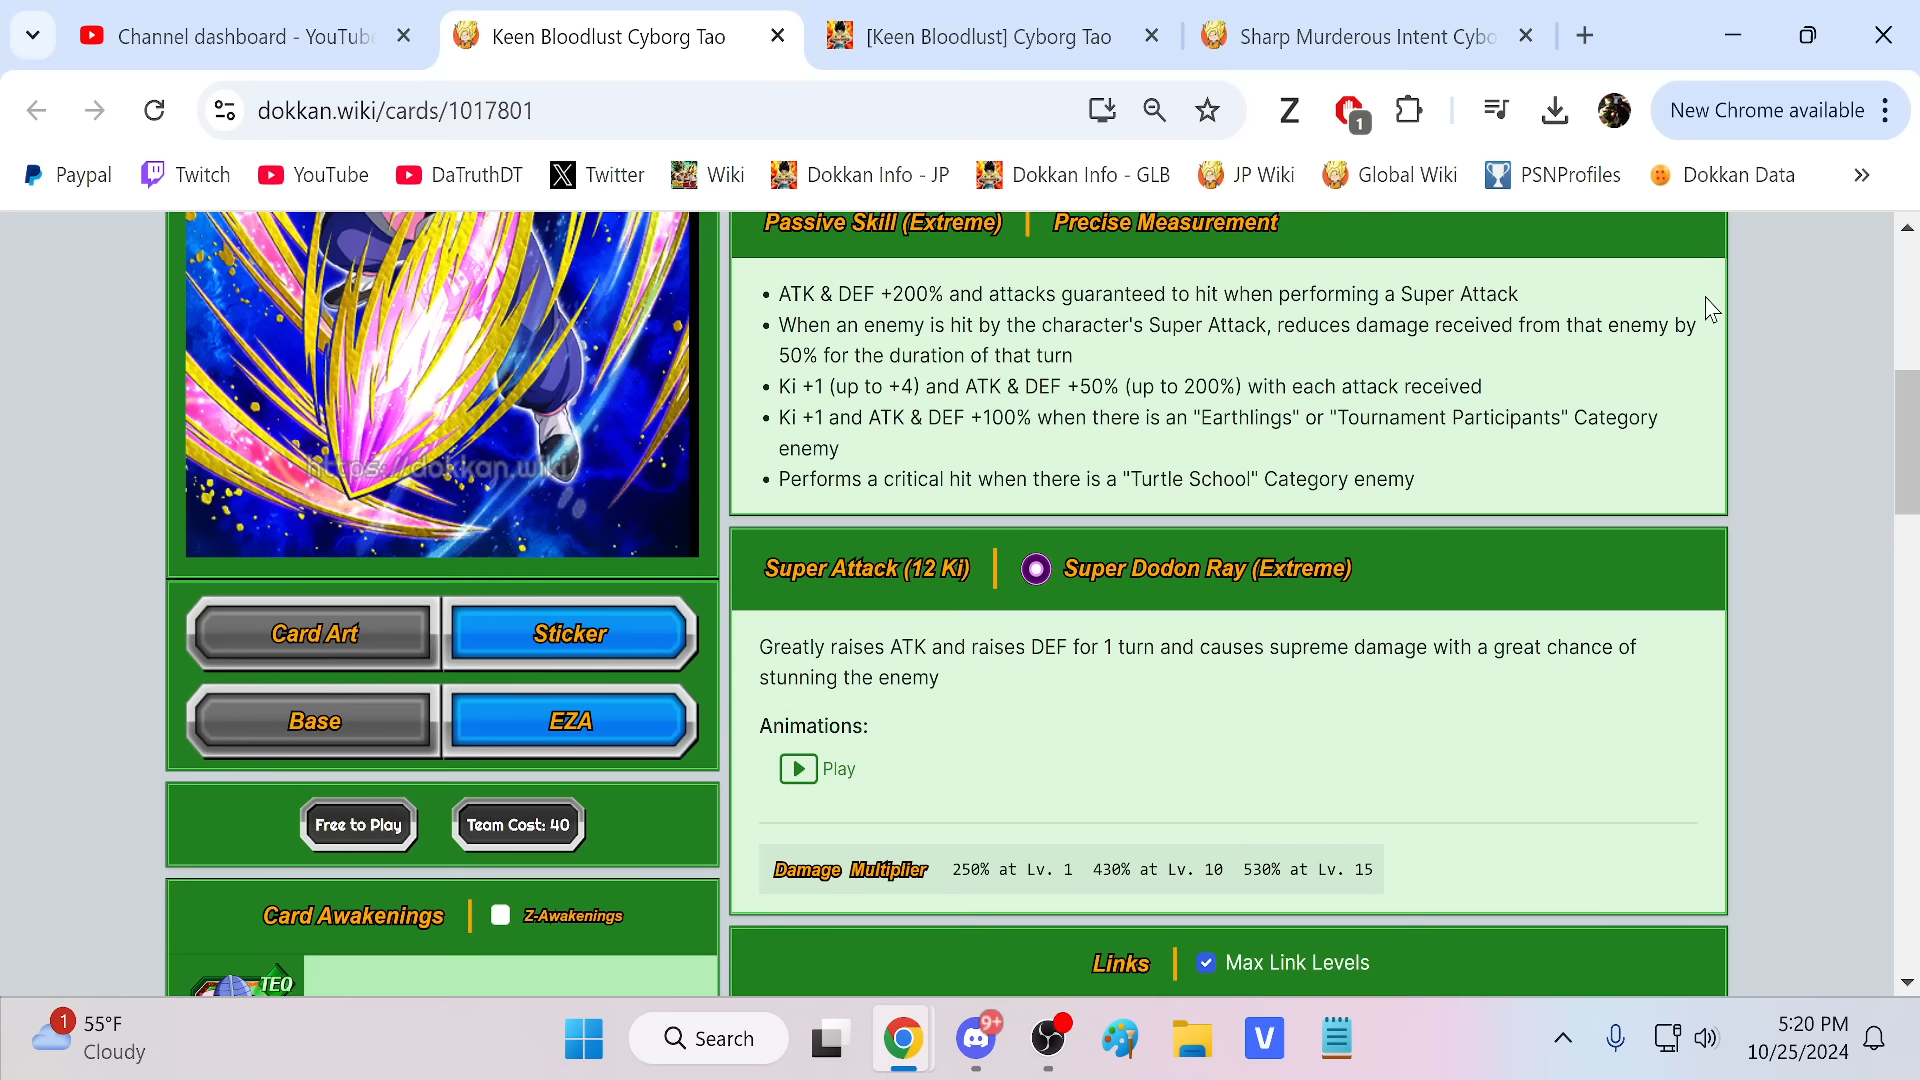 Channel dashboard - YouTube
Keen Bloodlust Cyborg Tao
[Keen Bloodlust] Cyborg Tao
Sharp Murderous Intent Cybo
dokkan.wiki/cards/1017801
Z
1
New Chrome available
Paypal
Twitch
YouTube
DaTruthDT
Twitter
Wiki
Dokkan Info - JP
Dokkan Info - GLB
JP Wiki
Global Wiki
PSNProfiles
Dokkan Data
Passive Skill (Extreme) | Precise Measurement
• ATK & DEF +200% and attacks guaranteed to hit when performing a Super Attack
• When an enemy is hit by the character's Super Attack, reduces damage received from that enemy by
50% for the duration of that turn
• Ki +1 (up to +4) and ATK & DEF +50% (up to 200%) with each attack received
• Ki +1 and ATK & DEF +100% when there is an "Earthlings" or "Tournament Participants" Category
enemy
• Performs a critical hit when there is a "Turtle School" Category enemy
https://dokkan.wiki
Super Attack (12 Ki) | Super Dodon Ray (Extreme)
Greatly raises ATK and raises DEF for 1 turn and causes supreme damage with a great chance of
stunning the enemy
Animations:
Play
Damage Multiplier 250% at Lv. 1 430% at Lv. 10 530% at Lv. 15
Links | Max Link Levels
Card Art
Sticker
Base
EZA
Free to Play
Team Cost: 40
Card Awakenings | Z-Awakenings
TEQ
1
55°F
Cloudy
Search
9+
V
5:20 PM
10/25/2024